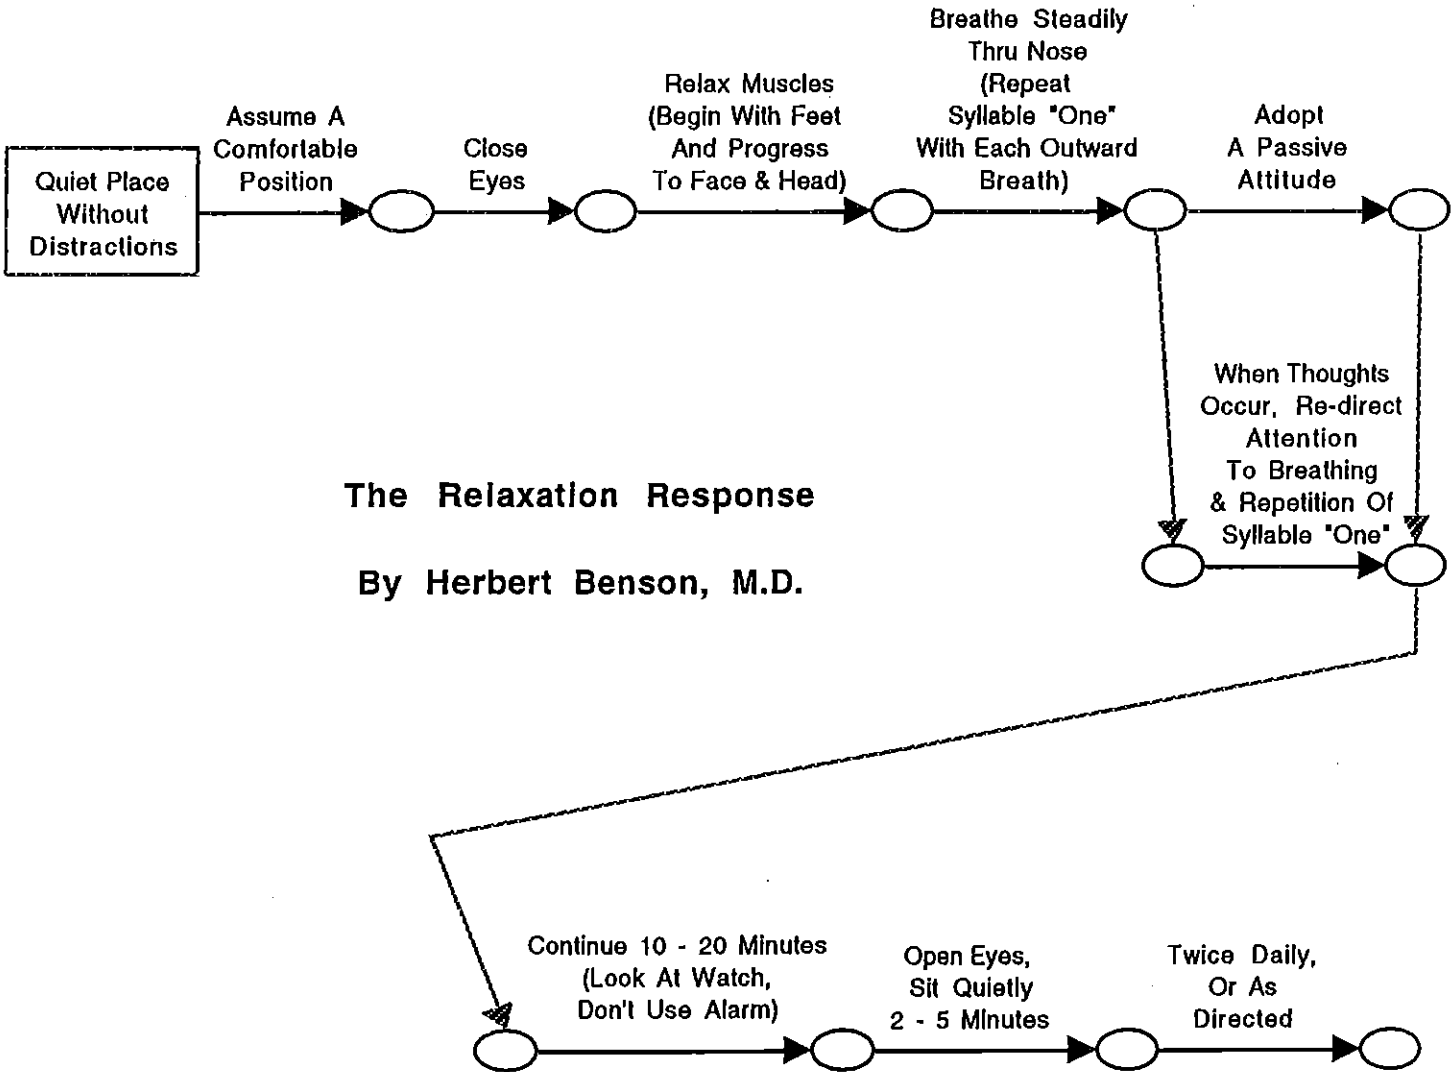 Quiet Place
Without
Distractions
Assume A
Comfortable
Position
Close
Eyes
Relax Muscles
(Begin With Feet
And Progress
To Face & Head)
Breathe Steadily
Thru Nose
(Repeat
Syllable "One"
With Each Outward
Breath)
Adopt
A Passive
Attitude
When Thoughts
Occur, Re-direct
Attention
To Breathing
& Repetition Of
Syllable "One"
The Relaxation Response
By Herbert Benson, M.D.
Continue 10 - 20 Minutes
(Look At Watch,
Don't Use Alarm)
Open Eyes,
Sit Quietly
2 - 5 Minutes
Twice Daily,
Or As
Directed